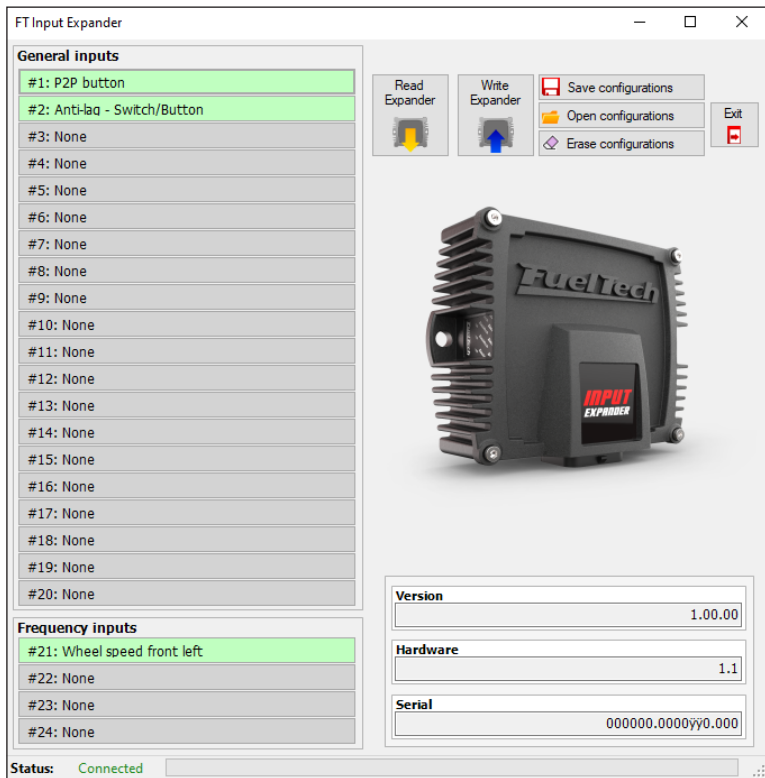 FT Input Expander
General inputs
#1: P2P button
#2: Anti-lag - Switch/Button
#3: None
#4: None
#5: None
#6: None
#7: None
#8: None
#9: None
#10: None
#11: None
#12: None
#13: None
#14: None
#15: None
#16: None
#17: None
#18: None
#19: None
#20: None
Frequency inputs
#21: Wheel speed front left
#22: None
#23: None
#24: None
Read
Expander
Write
Expander
Save configurations
Open configurations
Erase configurations
Exit
FuelTech
FuelTech
INPUT
EXPANDER
Version
1.00.00
Hardware
1.1
Serial
000000.0000ÿÿ0.000
Status: Connected